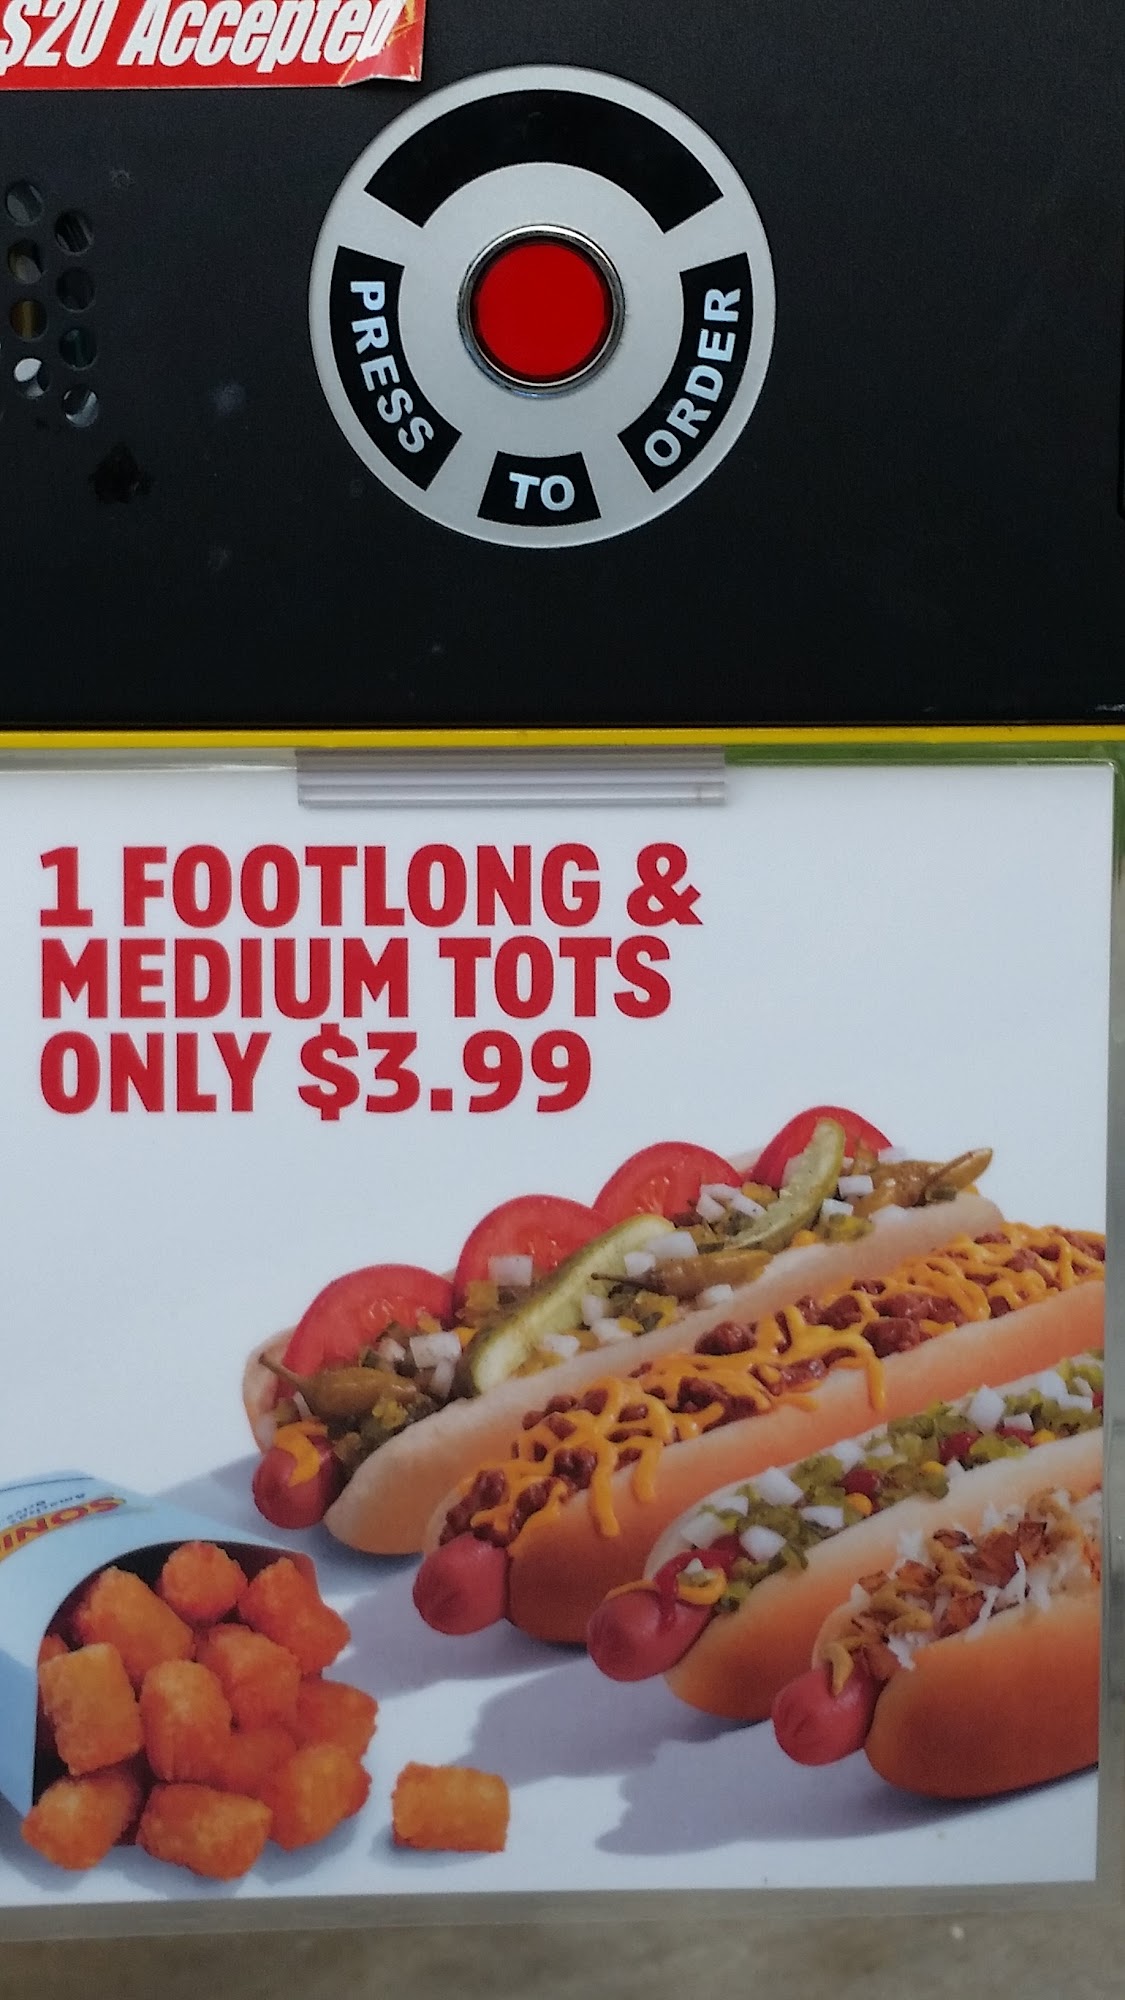 $20 Accepted
PRESS TO ORDER
1 FOOTLONG &
MEDIUM TOTS
ONLY $3.99